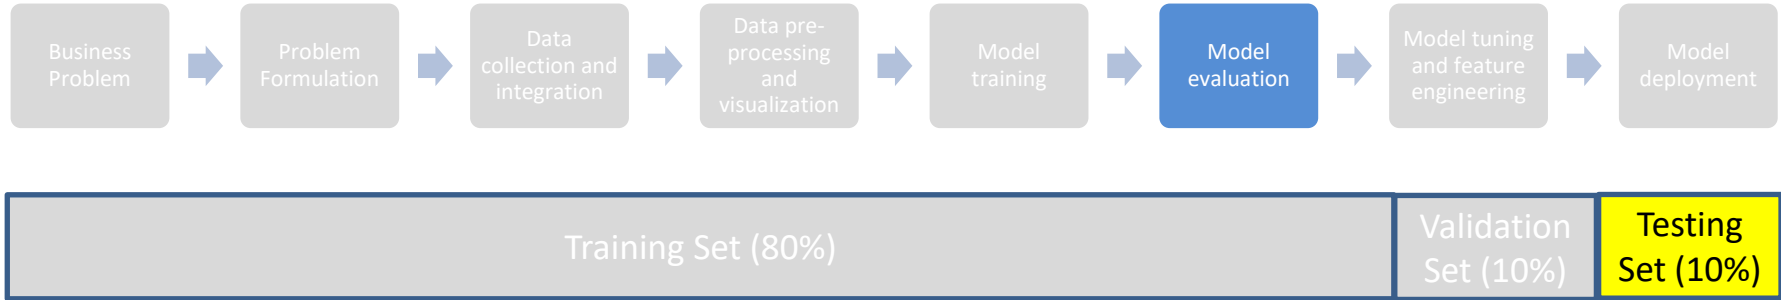 Business
Problem
Problem
Formulation
Data
collection and
integration
Data pre-
processing
and
visualization
Model
training
Model
evaluation
Model tuning
and feature
engineering
Model
deployment
Training Set (80%)
Validation
Set (10%)
Testing
Set (10%)